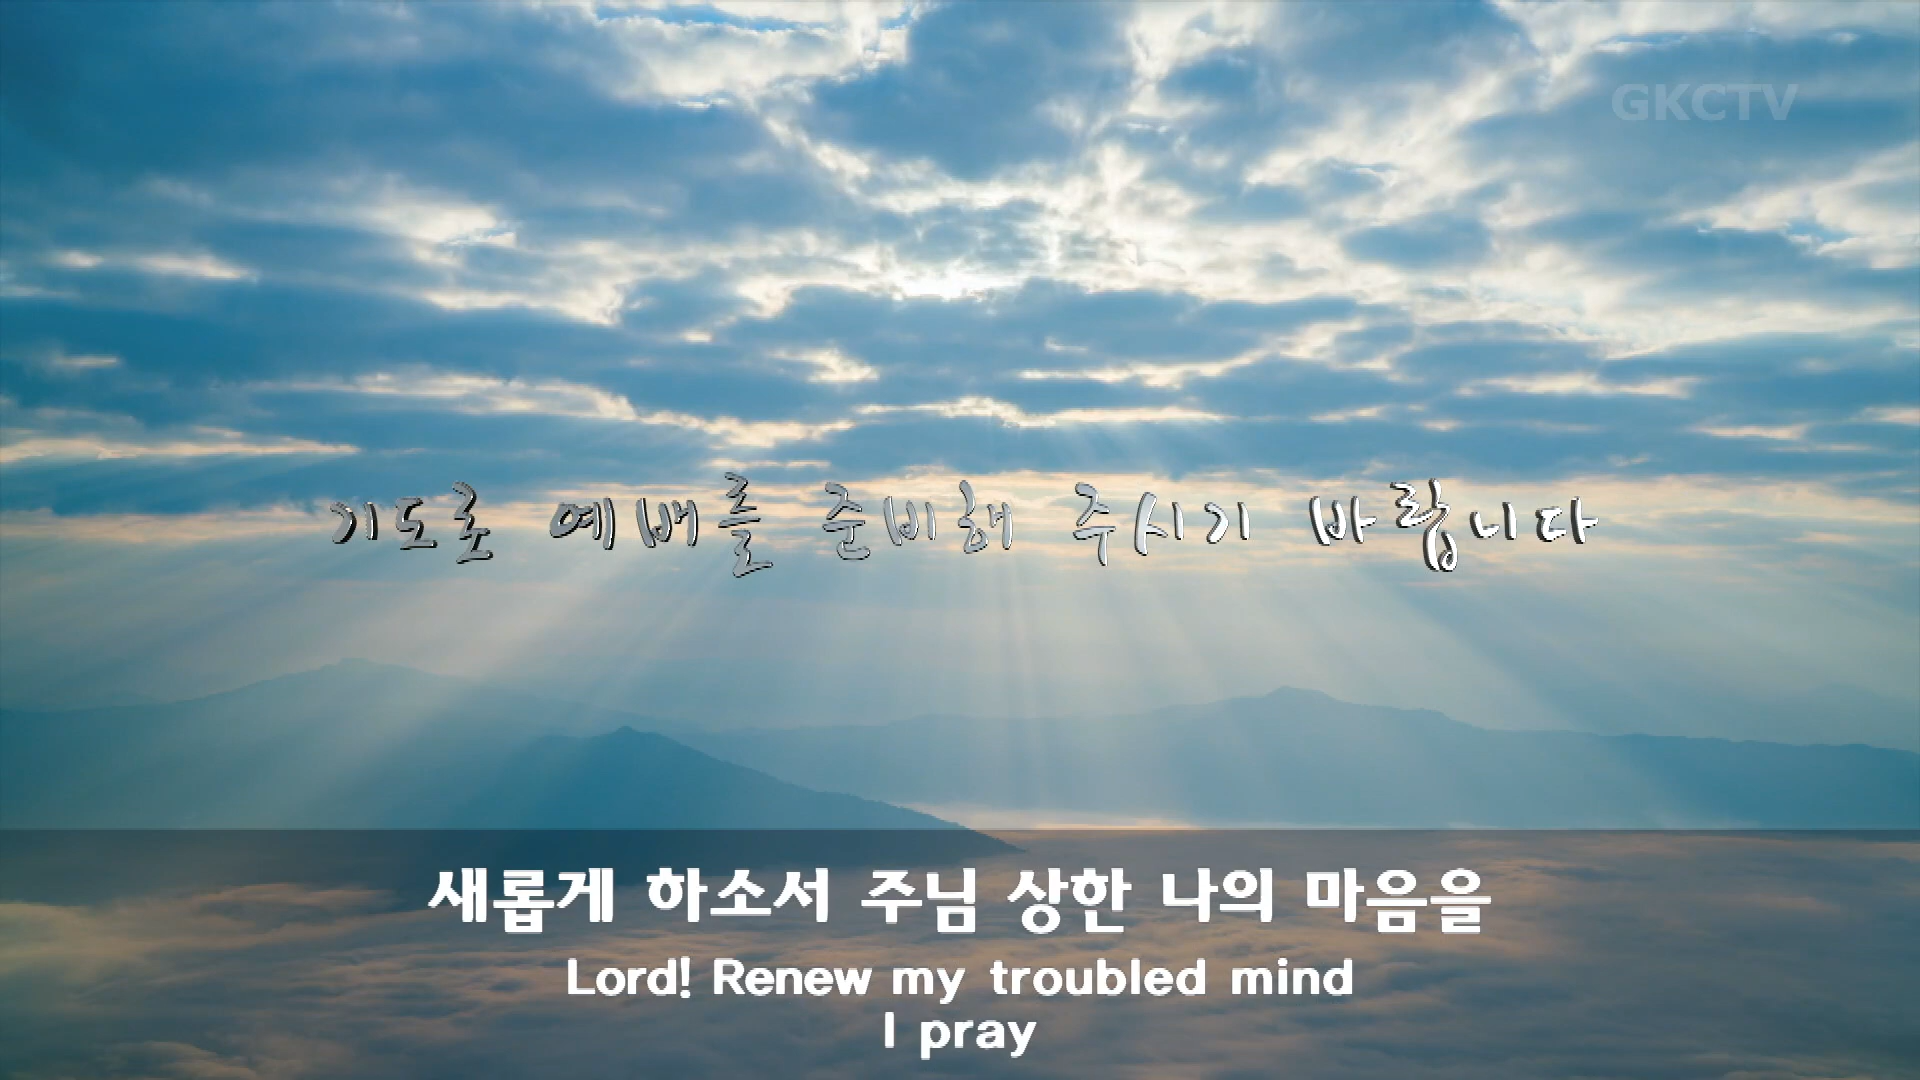 GKCTV
기도로 예배를 준비해 주시기 바랍니다
새롭게 하소서 주님 상한 나의 마음을
Lord! Renew my troubled mind
I pray